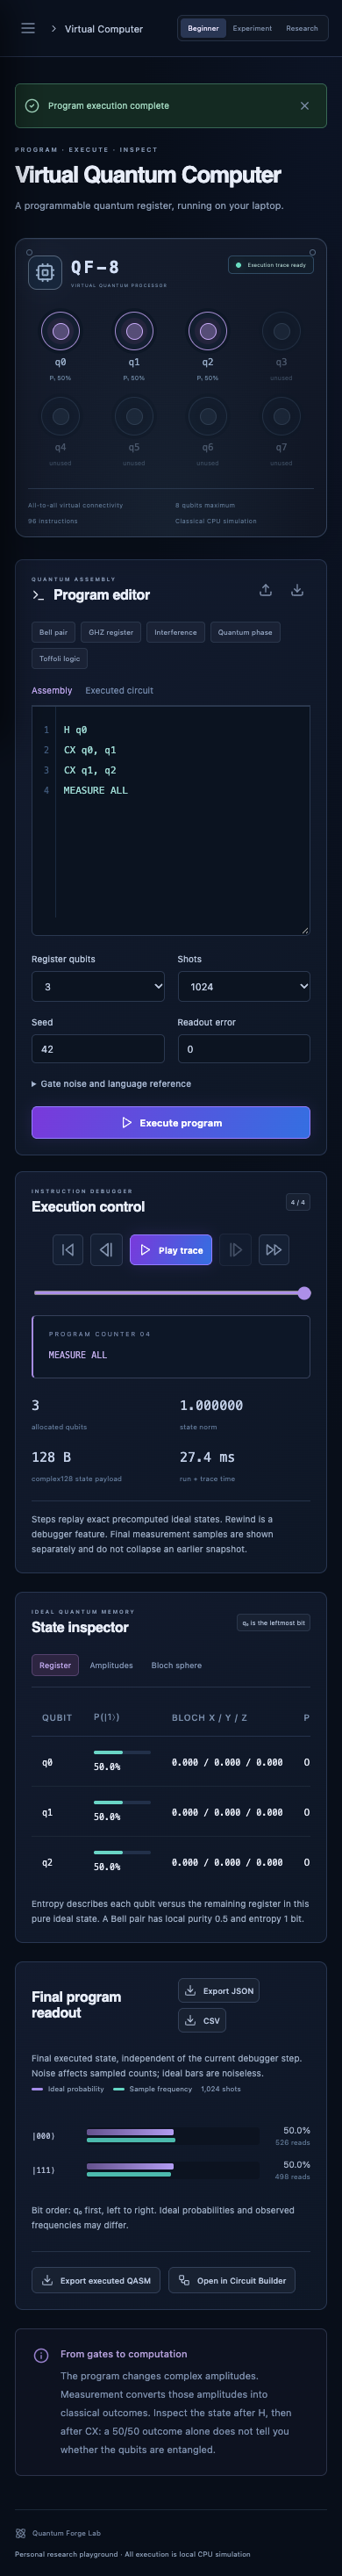 Virtual Computer
Beginner
Experiment
Research
Program execution complete
PROGRAM · EXECUTE · INSPECT
Virtual Quantum Computer
A programmable quantum register, running on your laptop.
QF-8
VIRTUAL QUANTUM PROCESSOR
Execution trace ready
q0
q1
q2
q3
P₁ 50%
P₁ 50%
P₁ 50%
unused
q4
q5
q6
q7
unused
unused
unused
unused
All-to-all virtual connectivity
8 qubits maximum
96 instructions
Classical CPU simulation
QUANTUM ASSEMBLY
Program editor
Bell pair
GHZ register
Interference
Quantum phase
Toffoli logic
Assembly
Executed circuit
1 H q0
2 CX q0, q1
3 CX q1, q2
4 MEASURE ALL
Register qubits
Shots
3
1024
Seed
Readout error
42
0
Gate noise and language reference
Execute program
INSTRUCTION DEBUGGER
Execution control
4 / 4
Play trace
PROGRAM COUNTER 04
MEASURE ALL
3
1.000000
allocated qubits
state norm
128 B
27.4 ms
complex128 state payload
run + trace time
Steps replay exact precomputed ideal states. Rewind is a
debugger feature. Final measurement samples are shown
separately and do not collapse an earlier snapshot.
IDEAL QUANTUM MEMORY
State inspector
q₀ is the leftmost bit
Register
Amplitudes
Bloch sphere
QUBIT
P(|1⟩)
BLOCH X / Y / Z
P
q0
50.0%
0.000 / 0.000 / 0.000
0
q1
50.0%
0.000 / 0.000 / 0.000
0
q2
50.0%
0.000 / 0.000 / 0.000
0
Entropy describes each qubit versus the remaining register in this
pure ideal state. A Bell pair has local purity 0.5 and entropy 1 bit.
Final program
readout
Export JSON
CSV
Final executed state, independent of the current debugger step.
Noise affects sampled counts; ideal bars are noiseless.
Ideal probability
Sample frequency
1,024 shots
|000⟩
50.0%
526 reads
|111⟩
50.0%
498 reads
Bit order: q₀ first, left to right. Ideal probabilities and observed
frequencies may differ.
Export executed QASM
Open in Circuit Builder
From gates to computation
The program changes complex amplitudes.
Measurement converts those amplitudes into
classical outcomes. Inspect the state after H, then
after CX: a 50/50 outcome alone does not tell you
whether the qubits are entangled.
Quantum Forge Lab
Personal research playground · All execution is local CPU simulation